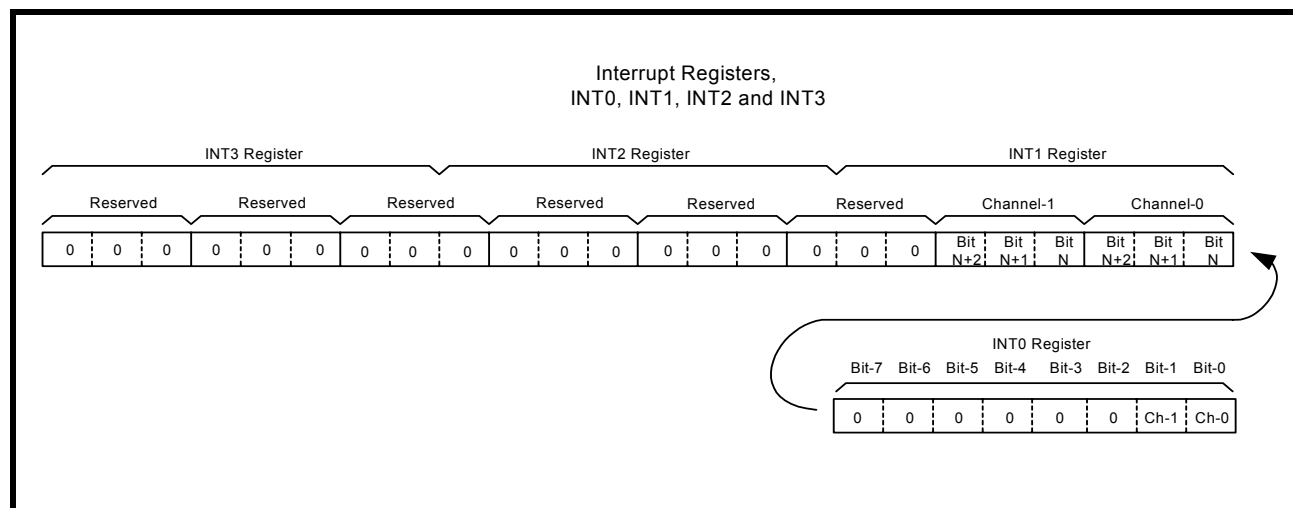 Interrupt Registers,
INT0, INT1, INT2 and INT3
INT3 Register INT2 Register INT1 Register
Reserved Reserved Reserved Reserved Reserved Reserved Channel-1 Channel-0
0 0 0 0 0 0 0 0 0 0 0 0 0 0 0 0 0 0 Bit Bit Bit Bit Bit Bit
N+2 N+1 N N+2 N+1 N
INT0 Register
Bit-7 Bit-6 Bit-5 Bit-4 Bit-3 Bit-2 Bit-1 Bit-0
0 0 0 0 0 0 Ch-1 Ch-0